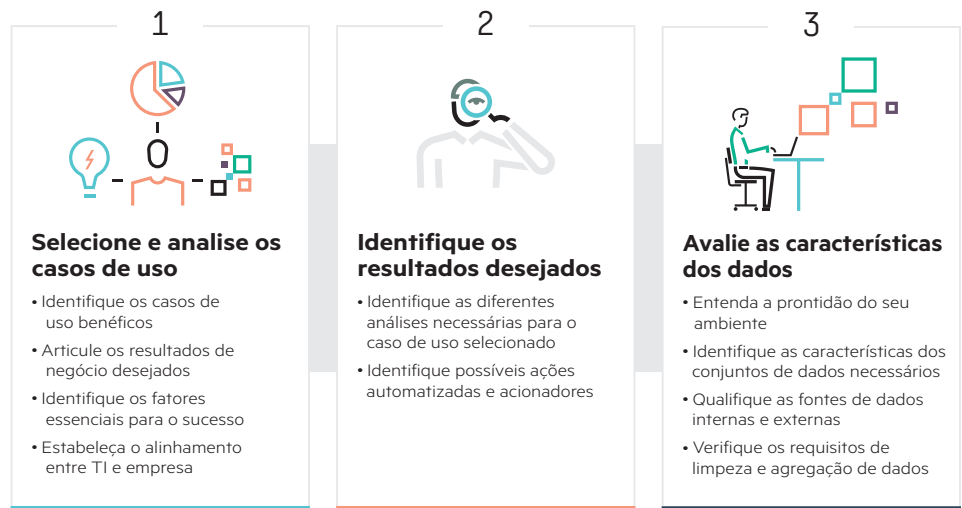 1
Selecione e analise os
casos de uso
• Identifique os casos de
uso benéficos
• Articule os resultados de
negócio desejados
• Identifique os fatores
essenciais para o sucesso
• Estabeleça o alinhamento
entre TI e empresa
2
Identifique os
resultados desejados
• Identifique as diferentes
análises necessárias para o
caso de uso selecionado
• Identifique possíveis ações
automatizadas e acionadores
3
Avalie as características
dos dados
• Entenda a prontidão do seu
ambiente
• Identifique as características dos
conjuntos de dados necessários
• Qualifique as fontes de dados
internas e externas
• Verifique os requisitos de
limpeza e agregação de dados